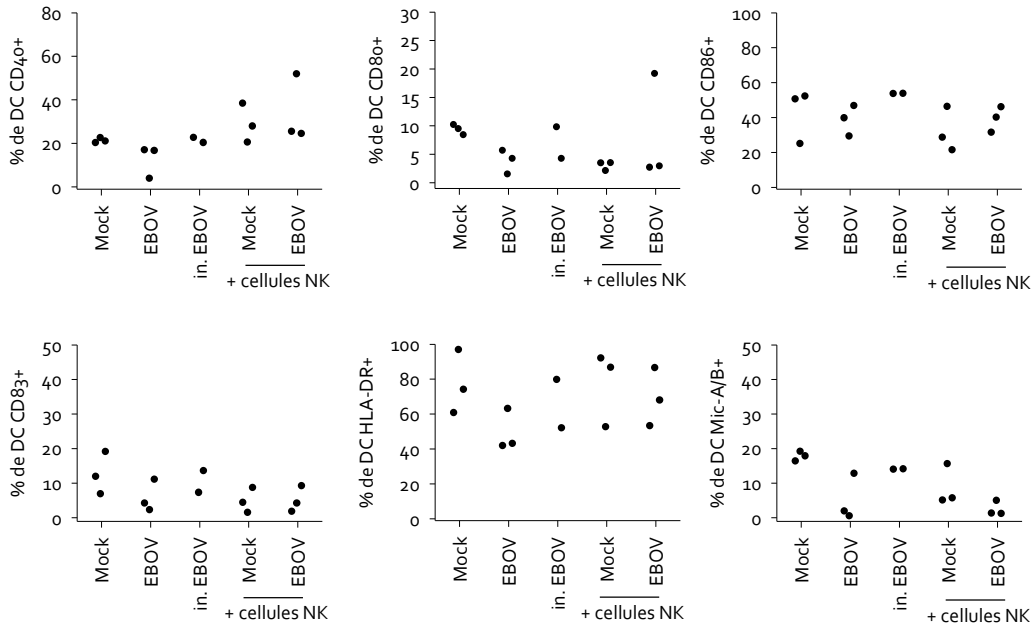 % de DC CD40+
80
60
40
20
0
Mock
EBOV
in. EBOV
Mock
EBOV
+ cellules NK
% de DC CD80+
30
25
20
15
10
5
0
Mock
EBOV
in. EBOV
Mock
EBOV
+ cellules NK
% de DC CD86+
100
80
60
40
20
0
Mock
EBOV
in. EBOV
Mock
EBOV
+ cellules NK
% de DC CD83+
50
40
30
20
10
0
Mock
EBOV
in. EBOV
Mock
EBOV
+ cellules NK
% de DC HLA-DR+
100
80
60
40
20
0
Mock
EBOV
in. EBOV
Mock
EBOV
+ cellules NK
% de DC Mic-A/B+
50
40
30
20
10
0
Mock
EBOV
in. EBOV
Mock
EBOV
+ cellules NK